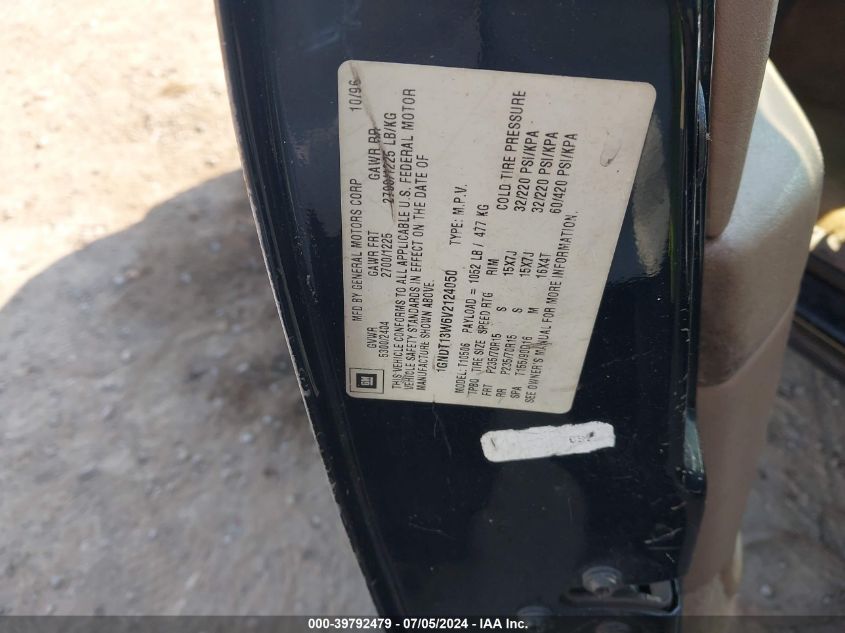 MFD BY GENERAL MOTORS CORP 10/96
GVWR GAWR FRT GAWR RR
5300/2404 2700/1225 2700/1225 LB/KG
THIS VEHICLE CONFORMS TO ALL APPLICABLE U.S. FEDERAL MOTOR
VEHICLE SAFETY STANDARDS IN EFFECT ON THE DATE OF
MANUFACTURE SHOWN ABOVE.
GM
1GNDT13W6V2124050 TYPE: M.P.V.
MODEL: T10506 PAYLOAD = 1052 LB / 477 KG
TPBG TIRE SIZE SPEED RTG RIM COLD TIRE PRESSURE
FRT P235/70R15 S 15X7J 32/220 PSI/KPA
RR P235/70R15 S 15X7J 32/220 PSI/KPA
SPA T155/90D16 M 16X4T 60/420 PSI/KPA
SEE OWNER'S MANUAL FOR MORE INFORMATION.
000-39792479 - 07/05/2024 - IAA Inc.